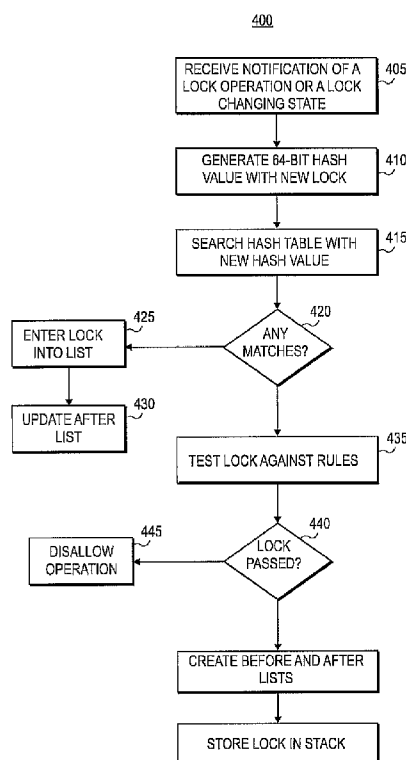 400
RECEIVE NOTIFICATION OF A
LOCK OPERATION OR A LOCK
CHANGING STATE
405
GENERATE 64-BIT HASH
VALUE WITH NEW LOCK
410
SEARCH HASH TABLE WITH
NEW HASH VALUE
415
ANY
MATCHES?
420
ENTER LOCK
INTO LIST
425
UPDATE AFTER
LIST
430
TEST LOCK AGAINST RULES
435
LOCK
PASSED?
440
DISALLOW
OPERATION
445
CREATE BEFORE AND AFTER
LISTS
STORE LOCK IN STACK